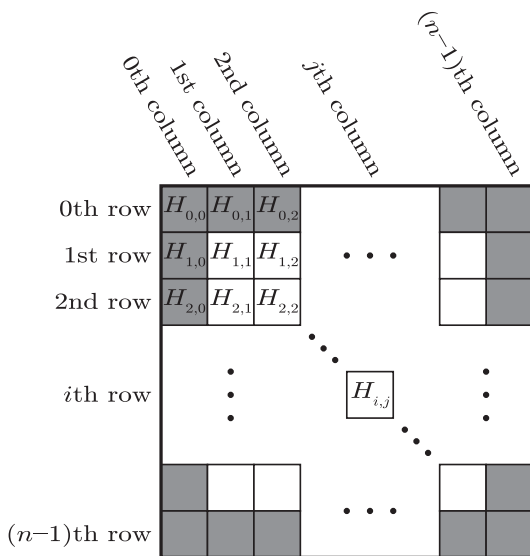 0th column
1st column
2nd column
jth column
(n−1)th column
0th row
H0,0 H0,1 H0,2
1st row
H1,0 H1,1 H1,2 • • •
2nd row
H2,0 H2,1 H2,2
ith row
Hi,j
• • •
(n−1)th row